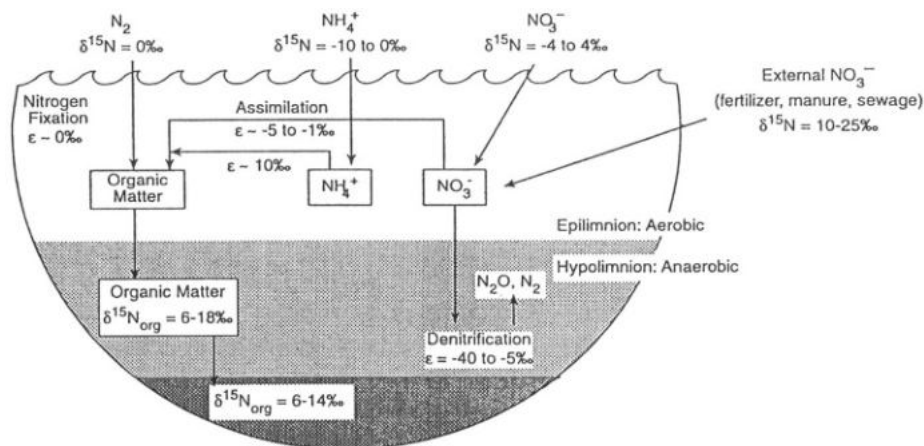 N₂
δ¹⁵N = 0‰
NH₄⁺
δ¹⁵N = -10 to 0‰
NO₃⁻
δ¹⁵N = -4 to 4‰
External NO₃⁻
(fertilizer, manure, sewage)
δ¹⁵N = 10-25‰
Nitrogen
Fixation
ε ~ 0‰
Assimilation
ε ~ -5 to -1‰
ε ~ 10‰
Organic
Matter
NH₄⁺
NO₃⁻
Epilimnion: Aerobic
Hypolimnion: Anaerobic
N₂O, N₂
Organic Matter
δ¹⁵N_org = 6-18‰
Denitrification
ε = -40 to -5‰
δ¹⁵N_org = 6-14‰